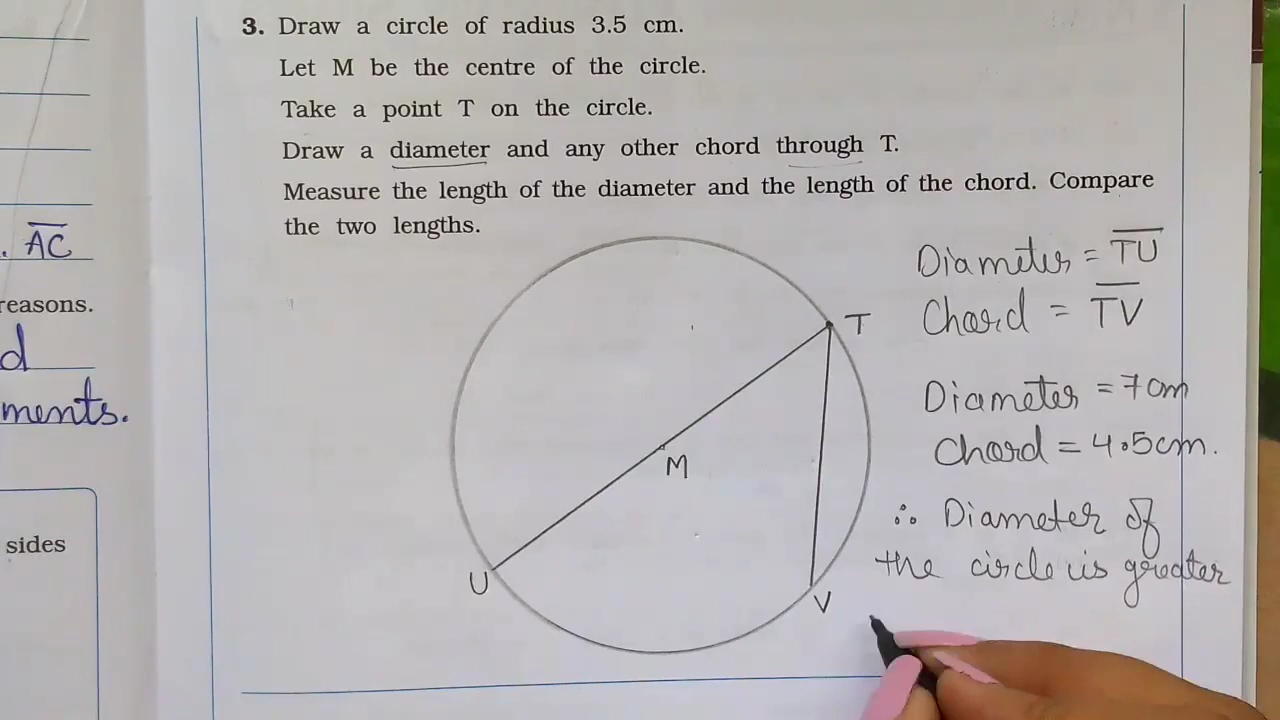 3. Draw a circle of radius 3.5 cm.
Let M be the centre of the circle.
Take a point T on the circle.
Draw a diameter and any other chord through T.
Measure the length of the diameter and the length of the chord. Compare
the two lengths.
. AC
reasons.
d
ments.
sides
T
M
U
V
Diameter = TU
Chord = TV
Diameter = 7cm
Chord = 4.5cm.
∴ Diameter of
the circle is greater